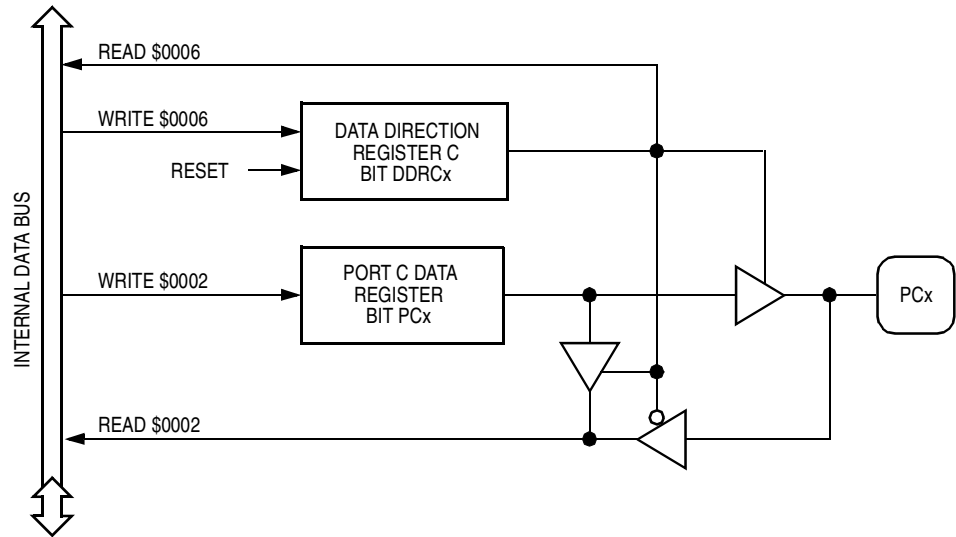 READ $0006
WRITE $0006
DATA DIRECTION
REGISTER C
BIT DDRCx
RESET
INTERNAL DATA BUS
WRITE $0002
PORT C DATA
REGISTER
BIT PCx
PCx
READ $0002